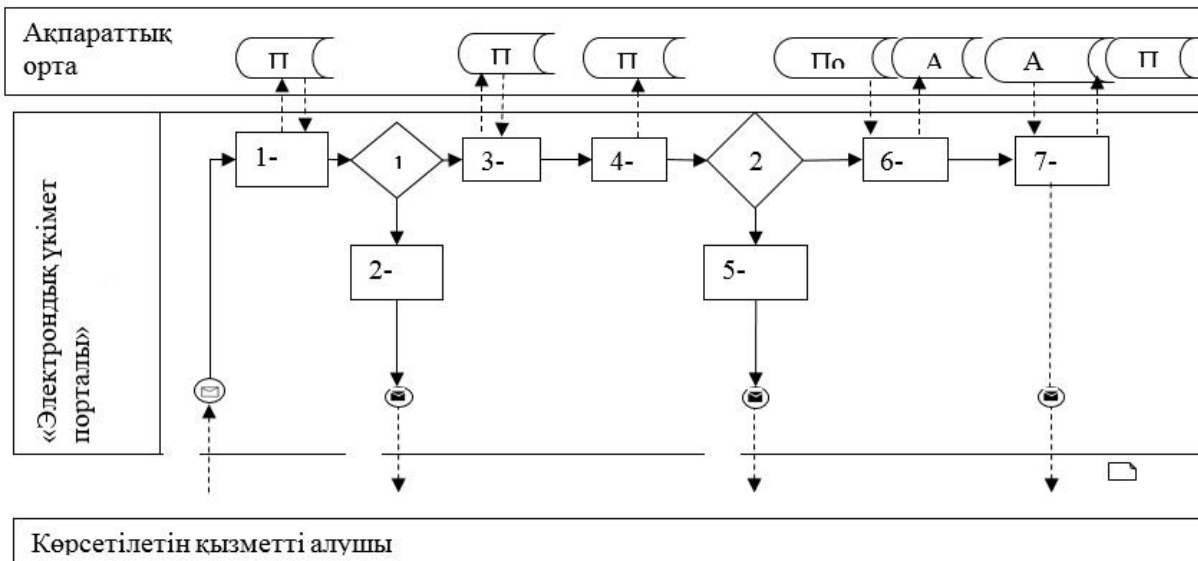 Ақпараттық
орта
П
П
П
По
А
А
П
1-
1
3-
4-
2
6-
7-
2-
5-
«Электрондық үкімет
порталы»
Көрсетілетін қызметті алушы